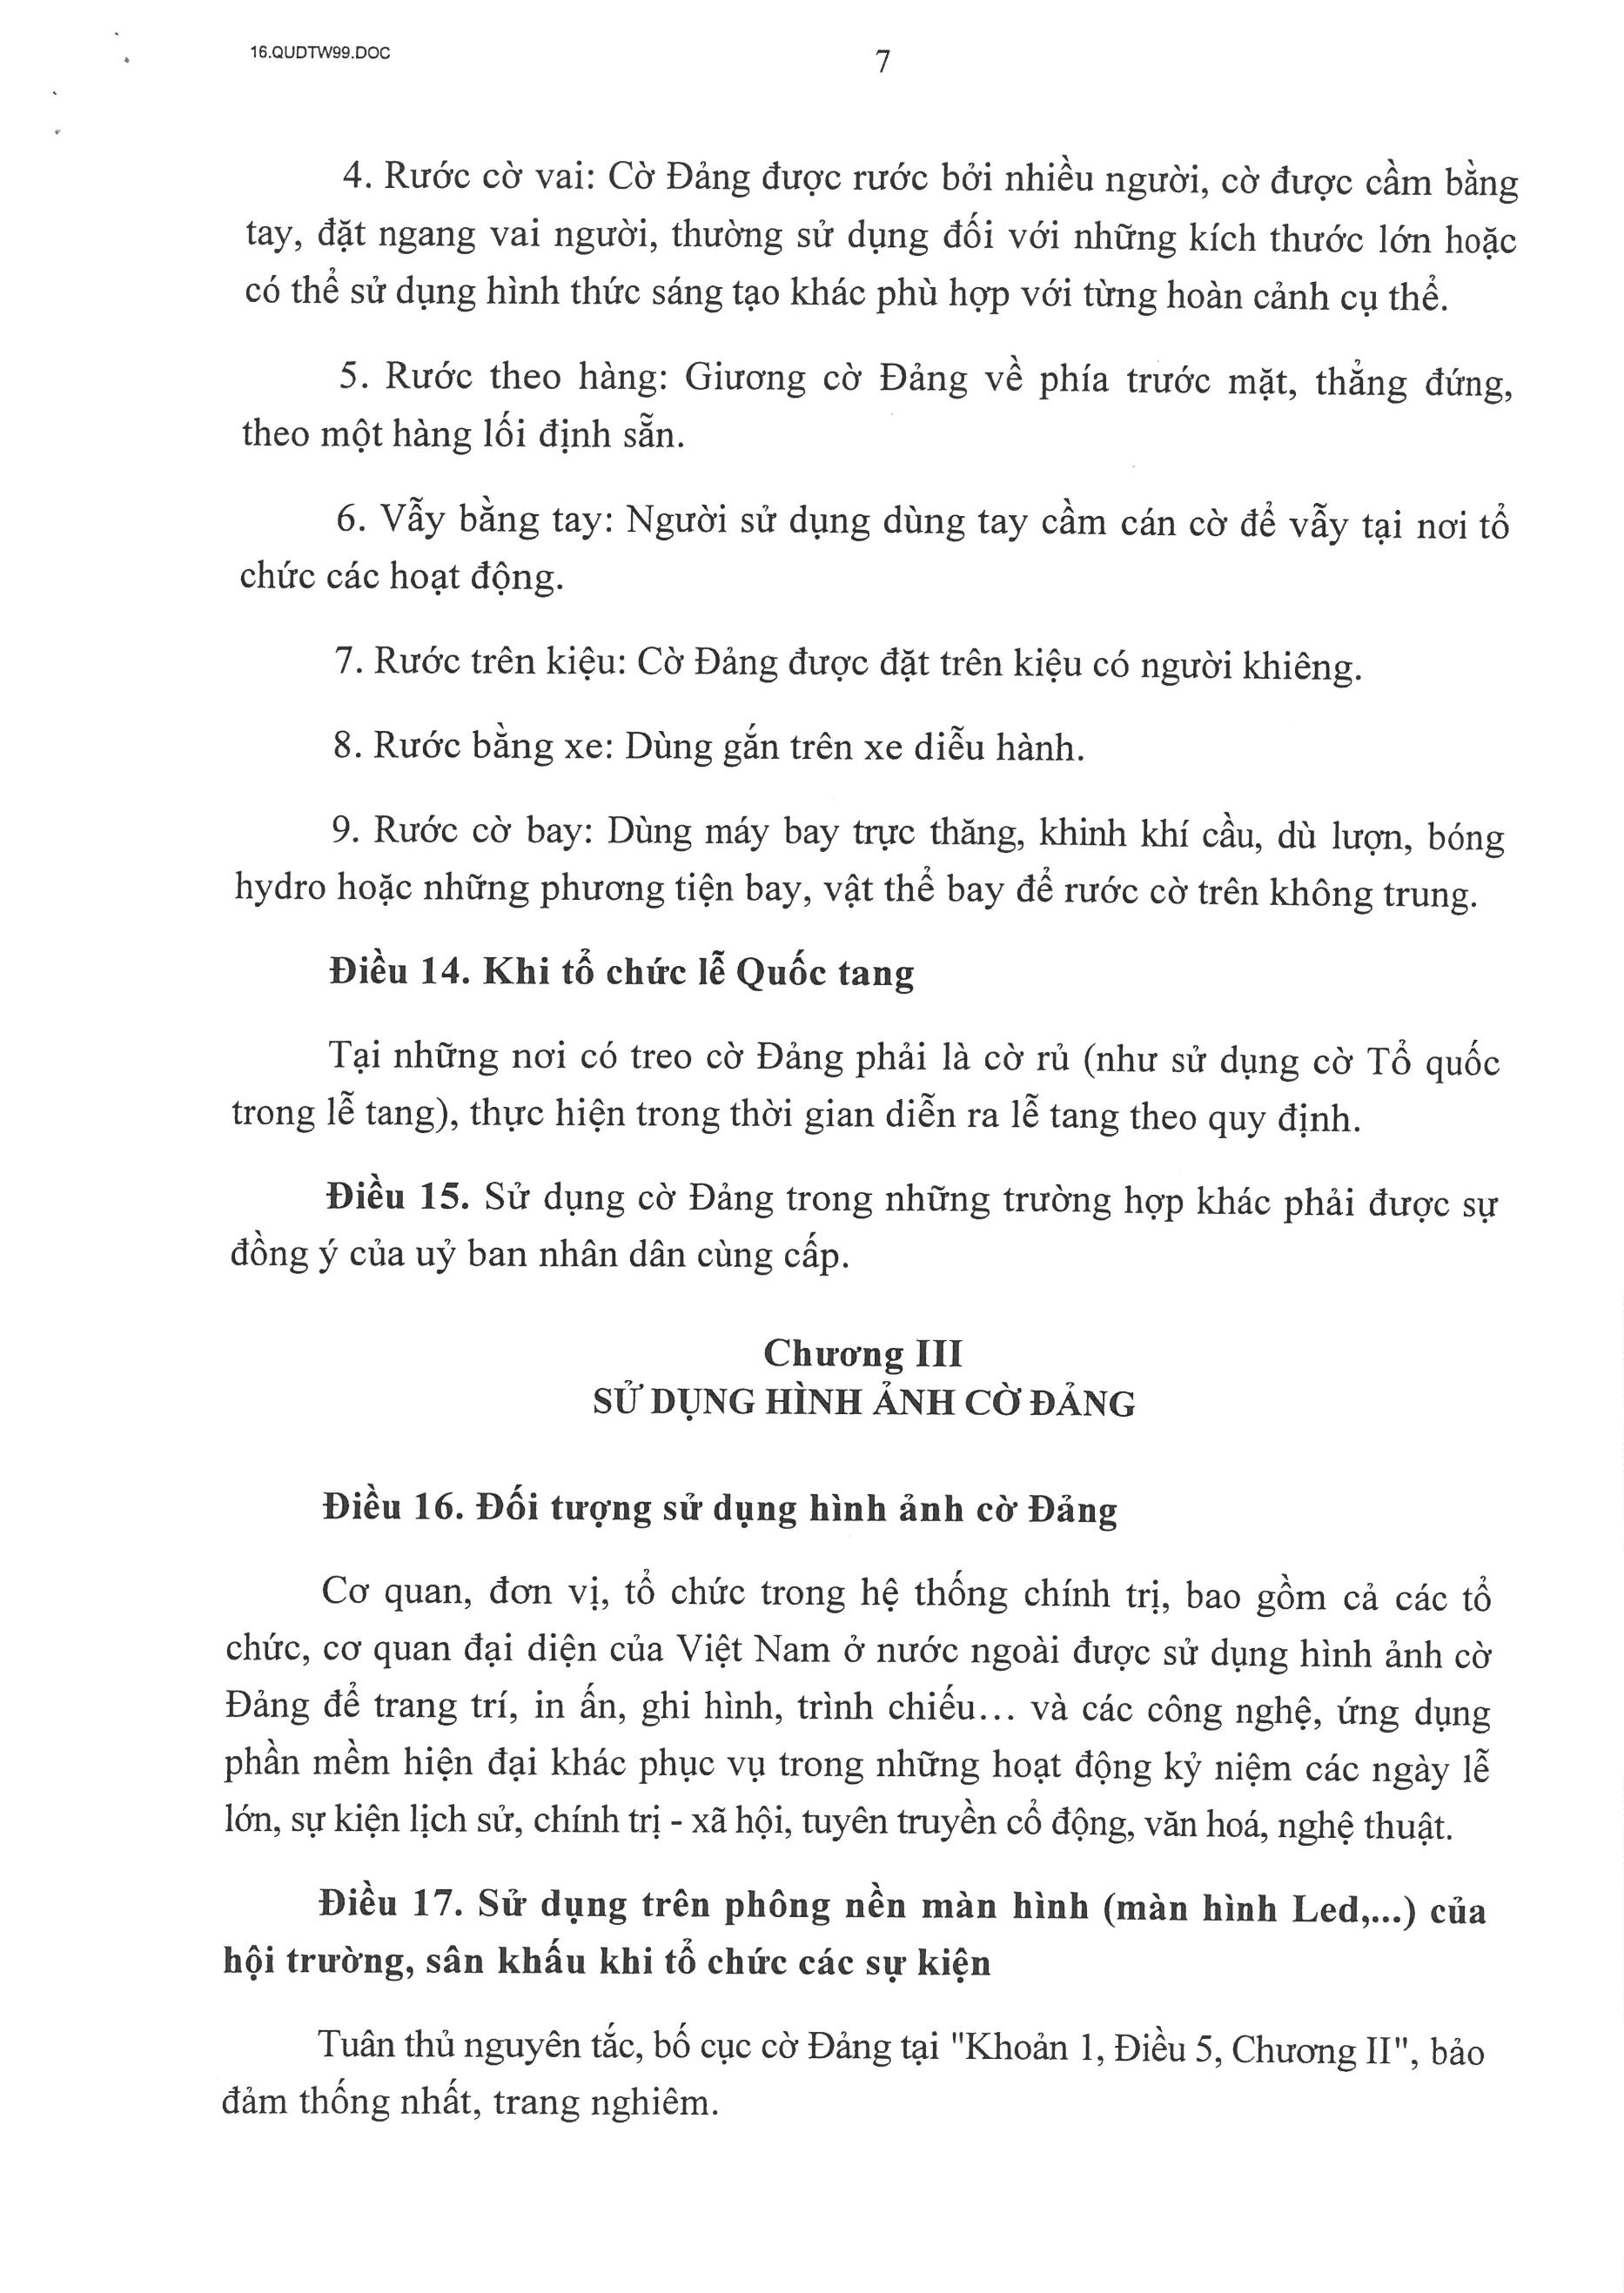 16.QUDTW99.DOC
7
4. Rước cờ vai: Cờ Đảng được rước bởi nhiều người, cờ được cầm bằng
tay, đặt ngang vai người, thường sử dụng đối với những kích thước lớn hoặc
có thể sử dụng hình thức sáng tạo khác phù hợp với từng hoàn cảnh cụ thể.
5. Rước theo hàng: Giương cờ Đảng về phía trước mặt, thẳng đứng,
theo một hàng lối định sẵn.
6. Vẫy bằng tay: Người sử dụng dùng tay cầm cán cờ để vẫy tại nơi tổ
chức các hoạt động.
7. Rước trên kiệu: Cờ Đảng được đặt trên kiệu có người khiêng.
8. Rước bằng xe: Dùng gắn trên xe diễu hành.
9. Rước cờ bay: Dùng máy bay trực thăng, khinh khí cầu, dù lượn, bóng
hydro hoặc những phương tiện bay, vật thể bay để rước cờ trên không trung.
Điều 14. Khi tổ chức lễ Quốc tang
Tại những nơi có treo cờ Đảng phải là cờ rủ (như sử dụng cờ Tổ quốc
trong lễ tang), thực hiện trong thời gian diễn ra lễ tang theo quy định.
Điều 15. Sử dụng cờ Đảng trong những trường hợp khác phải được sự
đồng ý của uỷ ban nhân dân cùng cấp.
Chương III
SỬ DỤNG HÌNH ẢNH CỜ ĐẢNG
Điều 16. Đối tượng sử dụng hình ảnh cờ Đảng
Cơ quan, đơn vị, tổ chức trong hệ thống chính trị, bao gồm cả các tổ
chức, cơ quan đại diện của Việt Nam ở nước ngoài được sử dụng hình ảnh cờ
Đảng để trang trí, in ấn, ghi hình, trình chiếu... và các công nghệ, ứng dụng
phần mềm hiện đại khác phục vụ trong những hoạt động kỷ niệm các ngày lễ
lớn, sự kiện lịch sử, chính trị - xã hội, tuyên truyền cổ động, văn hoá, nghệ thuật.
Điều 17. Sử dụng trên phông nền màn hình (màn hình Led,...) của
hội trường, sân khấu khi tổ chức các sự kiện
Tuân thủ nguyên tắc, bố cục cờ Đảng tại "Khoản 1, Điều 5, Chương II", bảo
đảm thống nhất, trang nghiêm.